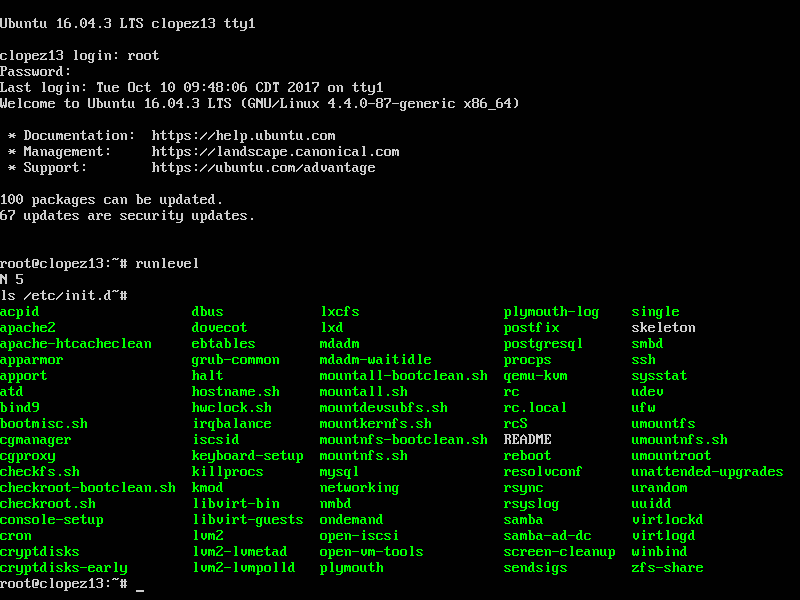 Ubuntu 16.04.3 LTS clopez13 tty1
clopez13 login: root
Password:
Last login: Tue Oct 10 09:48:06 CDT 2017 on tty1
Welcome to Ubuntu 16.04.3 LTS (GNU/Linux 4.4.0-87-generic x86_64)
* Documentation:  https://help.ubuntu.com
* Management:     https://landscape.canonical.com
* Support:        https://ubuntu.com/advantage
100 packages can be updated.
67 updates are security updates.
root@clopez13:~# runlevel
N 5
ls /etc/init.d~#
acpid dbus lxcfs plymouth-log single
apache2 dovecot lxd postfix skeleton
apache-htcacheclean ebtables mdadm postgresql smbd
apparmor grub-common mdadm-waitidle procps ssh
apport halt mountall-bootclean.sh qemu-kvm sysstat
atd hostname.sh mountall.sh rc udev
bind9 hwclock.sh mountdevsubfs.sh rc.local ufw
bootmisc.sh irqbalance mountkernfs.sh rcS umountfs
cgmanager iscsid mountnfs-bootclean.sh README umountnfs.sh
cgproxy keyboard-setup mountnfs.sh reboot umountroot
checkfs.sh killprocs mysql resolvconf unattended-upgrades
checkroot-bootclean.sh kmod networking rsync urandom
checkroot.sh libvirt-bin nmbd rsyslog uuidd
console-setup libvirt-guests ondemand samba virtlockd
cron lvm2 open-iscsi samba-ad-dc virtlogd
cryptdisks lvm2-lvmetad open-vm-tools screen-cleanup winbind
cryptdisks-early lvm2-lvmpolld plymouth sendsigs zfs-share
root@clopez13:~# _